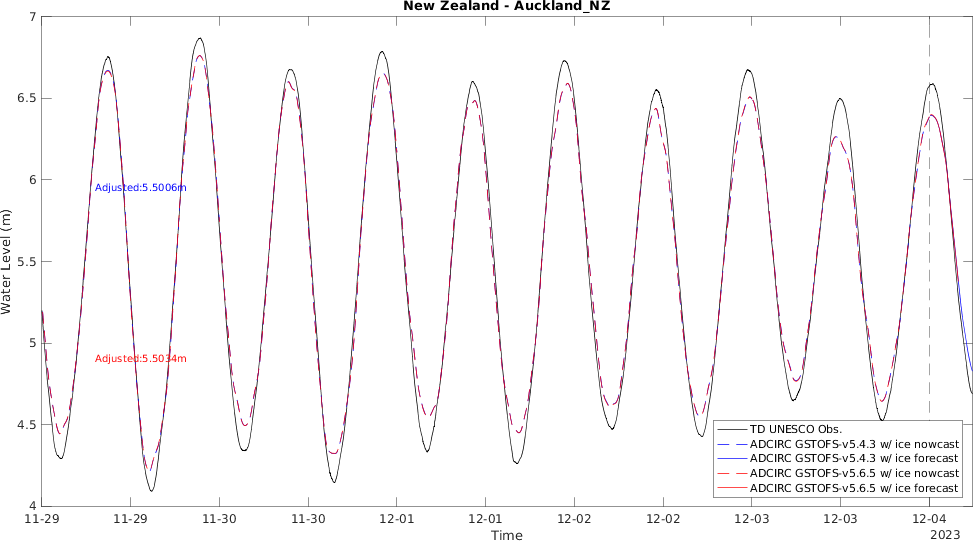 New Zealand - Auckland_NZ
7
6.5
6
5.5
5
4.5
4
Water Level (m)
Adjusted:5.5006m
Adjusted:5.5034m
TD UNESCO Obs.
ADCIRC GSTOFS-v5.4.3 w/ ice nowcast
ADCIRC GSTOFS-v5.4.3 w/ ice forecast
ADCIRC GSTOFS-v5.6.5 w/ ice nowcast
ADCIRC GSTOFS-v5.6.5 w/ ice forecast
11-29 11-29 11-30 11-30 12-01 12-01 12-02 12-02 12-03 12-03 12-04
Time
2023